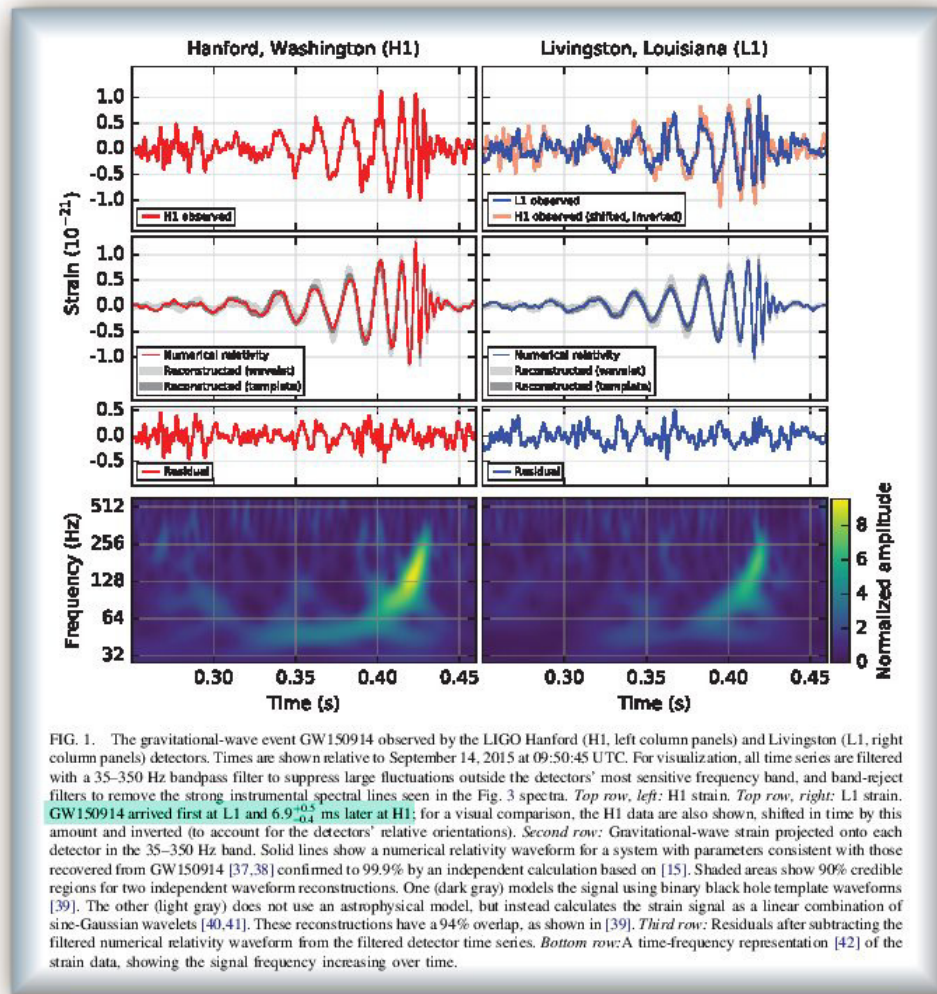 Hanford, Washington (H1)
Livingston, Louisiana (L1)
Strain (10⁻²¹)
1.0
0.5
0.0
-0.5
-1.0
H1 observed
L1 observed
H1 observed (shifted, inverted)
1.0
0.5
0.0
-0.5
-1.0
Numerical relativity
Reconstructed (wavelet)
Reconstructed (template)
Numerical relativity
Reconstructed (wavelet)
Reconstructed (template)
0.5
0.0
-0.5
Residual
Residual
Frequency (Hz)
512
256
128
64
32
Normalized amplitude
8
6
4
2
0
0.30 0.35 0.40 0.45
0.30 0.35 0.40 0.45
Time (s)
Time (s)
FIG. 1. The gravitational-wave event GW150914 observed by the LIGO Hanford (H1, left column panels) and Livingston (L1, right
column panels) detectors. Times are shown relative to September 14, 2015 at 09:50:45 UTC. For visualization, all time series are filtered
with a 35–350 Hz bandpass filter to suppress large fluctuations outside the detectors' most sensitive frequency band, and band-reject
filters to remove the strong instrumental spectral lines seen in the Fig. 3 spectra. Top row, left: H1 strain. Top row, right: L1 strain.
GW150914 arrived first at L1 and 6.9 +0.5 −0.4 ms later at H1; for a visual comparison, the H1 data are also shown, shifted in time by this
amount and inverted (to account for the detectors' relative orientations). Second row: Gravitational-wave strain projected onto each
detector in the 35–350 Hz band. Solid lines show a numerical relativity waveform for a system with parameters consistent with those
recovered from GW150914 [37,38] confirmed to 99.9% by an independent calculation based on [15]. Shaded areas show 90% credible
regions for two independent waveform reconstructions. One (dark gray) models the signal using binary black hole template waveforms
[39]. The other (light gray) does not use an astrophysical model, but instead calculates the strain signal as a linear combination of
sine-Gaussian wavelets [40,41]. These reconstructions have a 94% overlap, as shown in [39]. Third row: Residuals after subtracting the
filtered numerical relativity waveform from the filtered detector time series. Bottom row:A time-frequency representation [42] of the
strain data, showing the signal frequency increasing over time.